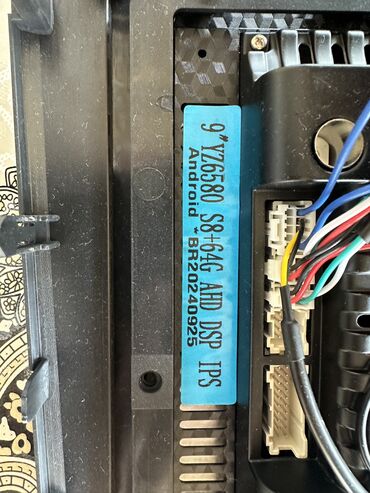 9"YZ6580 S8+64G AHD DSP IPS
Android *BR20240925